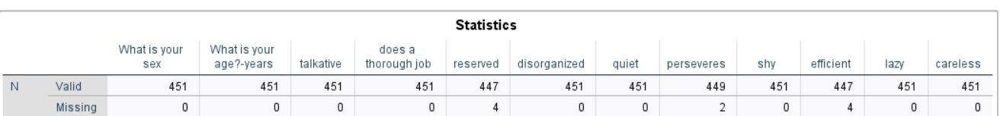 Statistics
What is your sex What is your age?-years talkative does a thorough job reserved disorganized quiet perseveres shy efficient lazy careless
N Valid 451 451 451 451 447 451 451 449 451 447 451 451
Missing 0 0 0 0 4 0 0 2 0 4 0 0